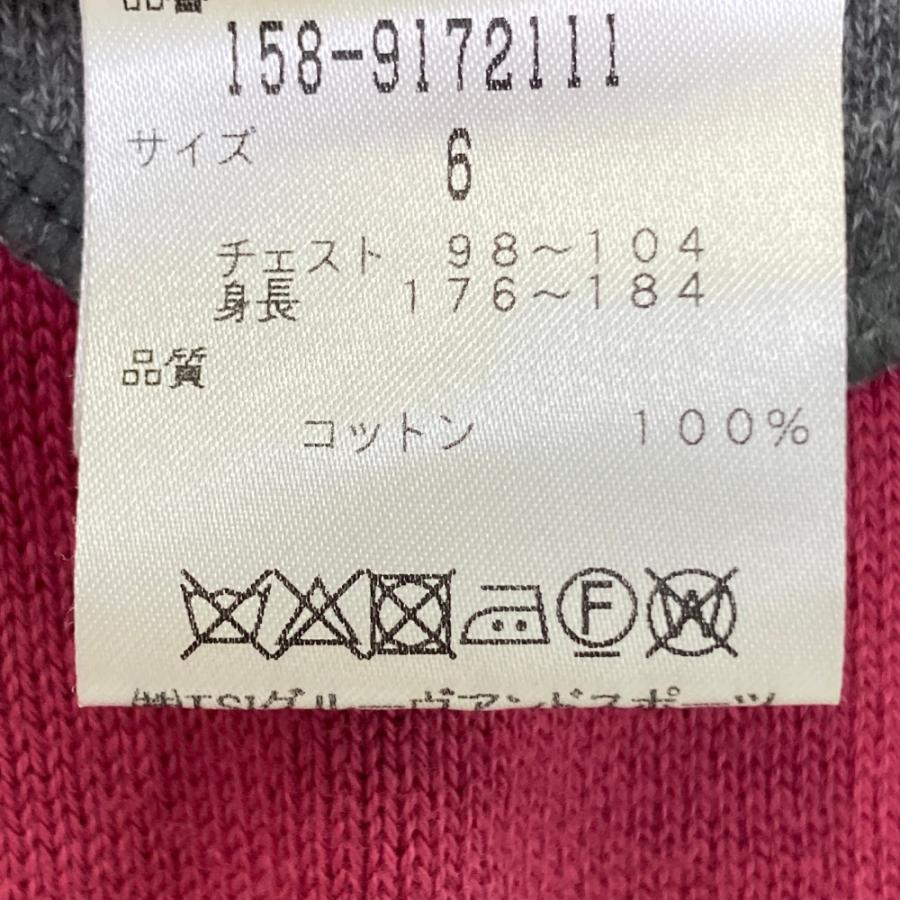 158-9172111
サイズ 6
チェスト 98～104
身長 176～184
品質
コットン 100%
F
W